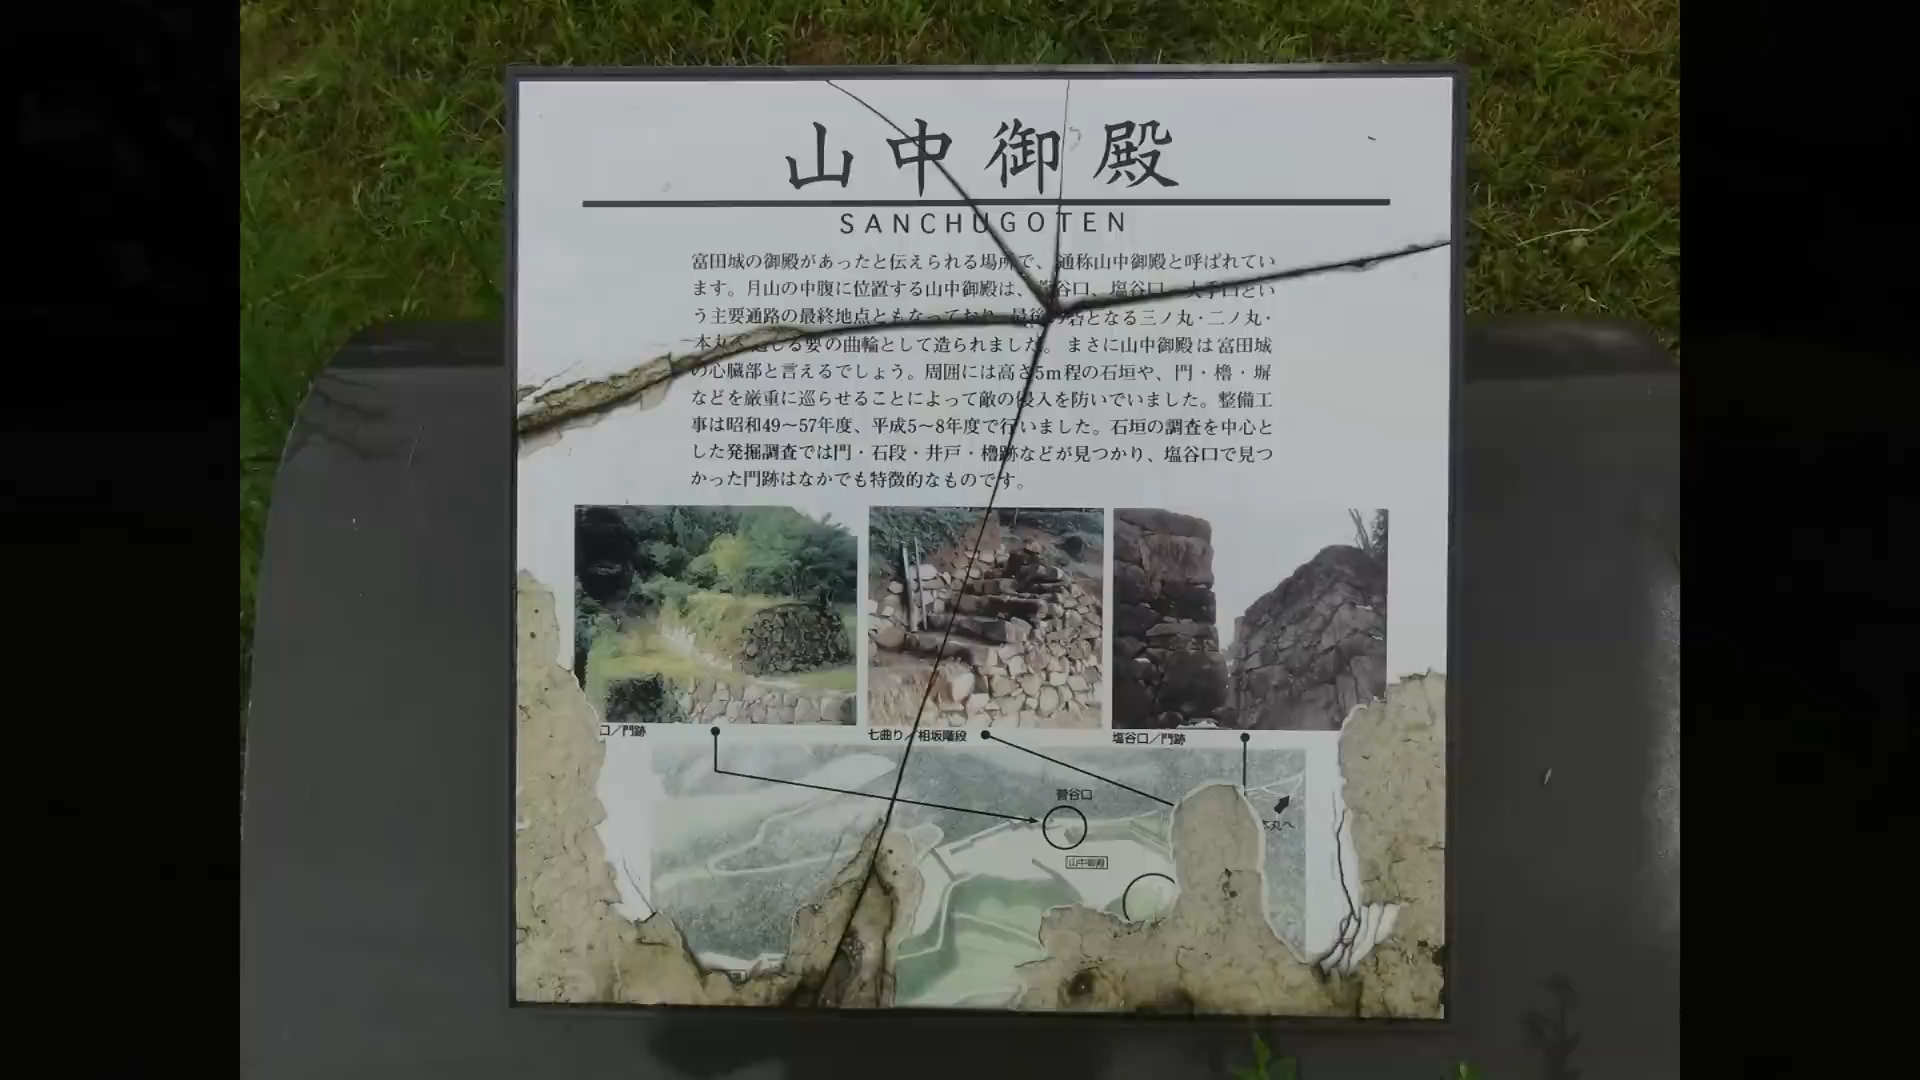 山中御殿
SANCHUGOTEN
富田城の御殿があったと伝えられる場所で、通称山中御殿と呼ばれてい
ます。月山の中腹に位置する山中御殿は、菅谷口、塩谷口、大手口とい
う主要通路の最終地点ともなっており、最後の砦となる三ノ丸・二ノ丸・
本丸へ通じる要の曲輪として造られました。まさに山中御殿は富田城
の心臓部と言えるでしょう。周囲には高さ5m程の石垣や、門・櫓・塀
などを厳重に巡らせることによって敵の侵入を防いでいました。整備工
事は昭和49〜57年度、平成5〜8年度で行いました。石垣の調査を中心と
した発掘調査では門・石段・井戸・櫓跡などが見つかり、塩谷口で見つ
かった門跡はなかでも特徴的なものです。
口／門跡
七曲り／相坂階段
塩谷口／門跡
菅谷口
本丸へ
山中御殿